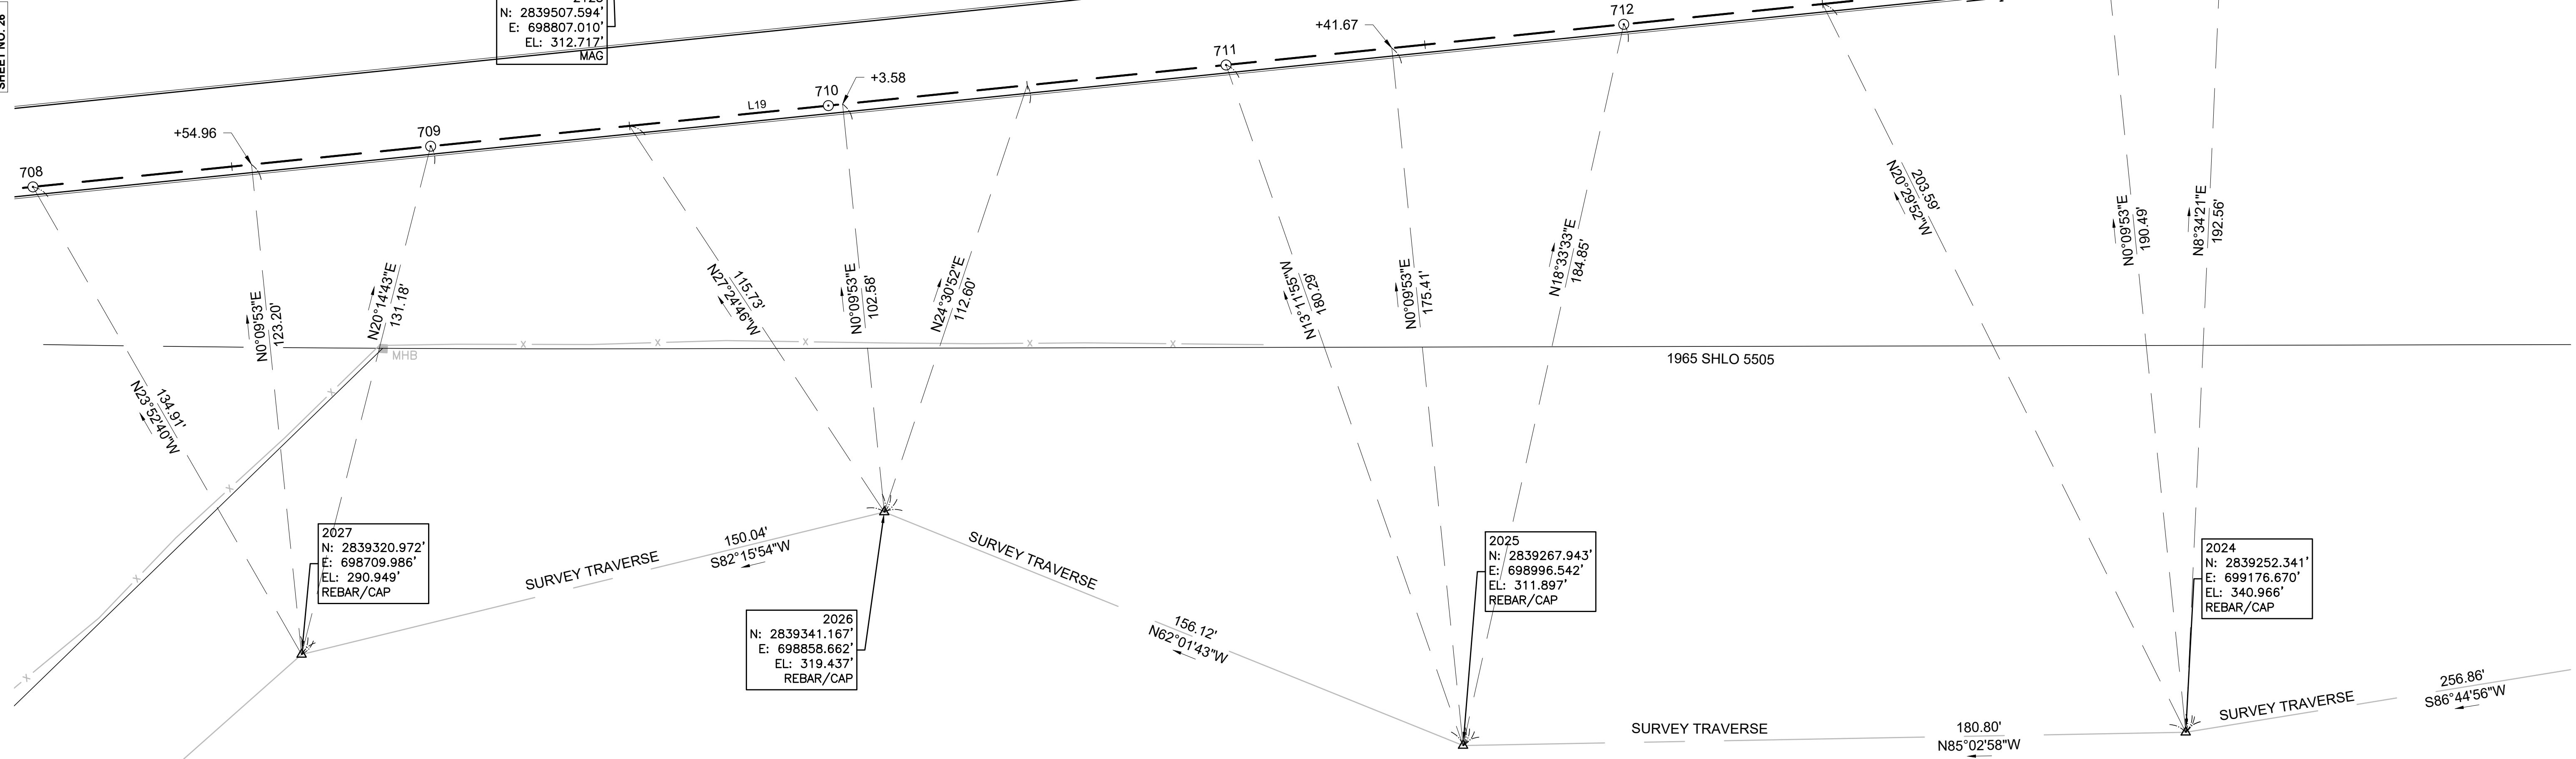 SHEET NO. 26
N: 2839507.594'
E: 698807.010'
EL: 312.717'
MAG
712
+41.67
711
+3.58
710
L19
709
+54.96
708
N23°52'40"W
134.91'
N0°09'53"E
123.20'
N20°14'43"E
131.18'
N27°24'46"W
115.73'
N0°09'53"E
102.58'
N24°30'52"E
112.60'
N13°11'55"W
180.29'
N0°09'53"E
175.41'
N18°33'33"E
184.85'
N20°29'52"W
203.59'
N0°09'53"E
190.49'
N8°34'21"E
192.56'
MHB
X
X
X
X
X
X
X
X
X
1965 SHLO 5505
2027
N: 2839320.972'
E: 698709.986'
EL: 290.949'
REBAR/CAP
SURVEY TRAVERSE
150.04'
S82°15'54"W
2026
N: 2839341.167'
E: 698858.662'
EL: 319.437'
REBAR/CAP
SURVEY TRAVERSE
156.12'
N62°01'43"W
2025
N: 2839267.943'
E: 698996.542'
EL: 311.897'
REBAR/CAP
SURVEY TRAVERSE
180.80'
N85°02'58"W
2024
N: 2839252.341'
E: 699176.670'
EL: 340.966'
REBAR/CAP
SURVEY TRAVERSE
256.86'
S86°44'56"W